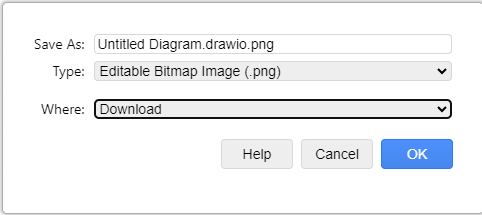 Save As: Untitled Diagram.drawio.png
Type: Editable Bitmap Image (.png)
Where: Download
Help Cancel OK